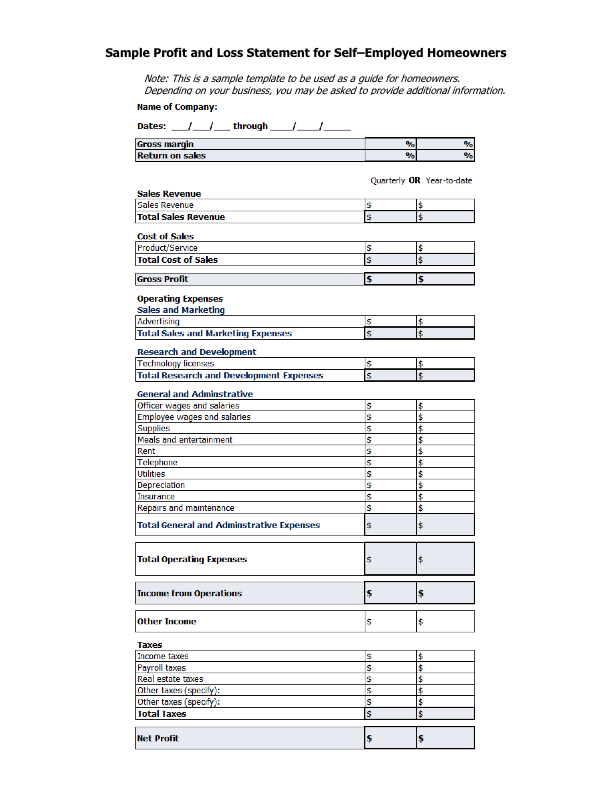 Sample Profit and Loss Statement for Self–Employed Homeowners
Note: This is a sample template to be used as a guide for homeowners.
Depending on your business, you may be asked to provide additional information.
Name of Company:
Dates: ___/___/___ through ____/____/_____
Gross margin % %
Return on sales % %
Quarterly OR Year-to-date
Sales Revenue
Sales Revenue $ $
Total Sales Revenue $ $
Cost of Sales
Product/Service $ $
Total Cost of Sales $ $
Gross Profit $ $
Operating Expenses
Sales and Marketing
Advertising $ $
Total Sales and Marketing Expenses $ $
Research and Development
Technology licenses $ $
Total Research and Development Expenses $ $
General and Adminstrative
Officer wages and salaries $ $
Employee wages and salaries $ $
Supplies $ $
Meals and entertainment $ $
Rent $ $
Telephone $ $
Utilities $ $
Depreciation $ $
Insurance $ $
Repairs and maintenance $ $
Total General and Adminstrative Expenses $ $
Total Operating Expenses $ $
Income from Operations $ $
Other Income $ $
Taxes
Income taxes $ $
Payroll taxes $ $
Real estate taxes $ $
Other taxes (specify): $ $
Other taxes (specify): $ $
Total Taxes $ $
Net Profit $ $